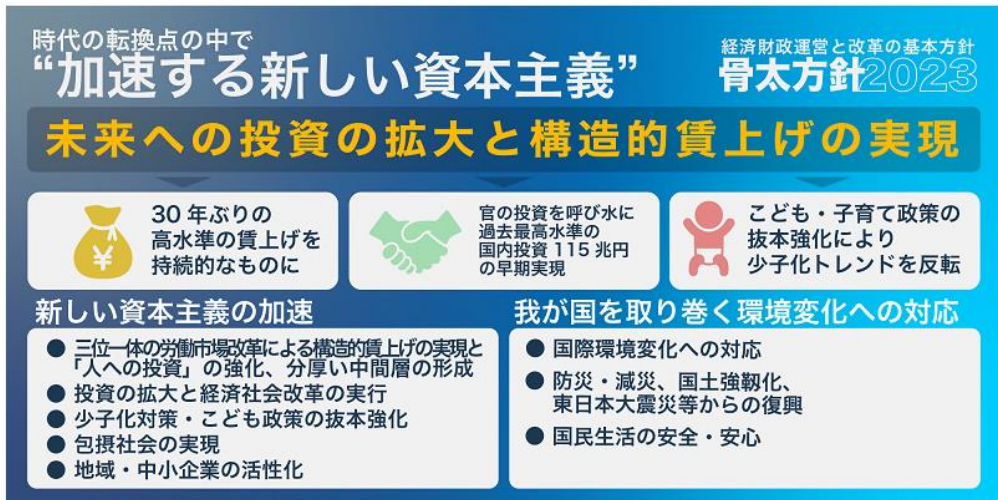 時代の転換点の中で
“加速する新しい資本主義”
経済財政運営と改革の基本方針
骨太方針2023
未来への投資の拡大と構造的賃上げの実現
30年ぶりの
高水準の賃上げを
持続的なものに
官の投資を呼び水に
過去最高水準の
国内投資 115 兆円
の早期実現
こども・子育て政策の
抜本強化により
少子化トレンドを反転
新しい資本主義の加速
● 三位一体の労働市場改革による構造的賃上げの実現と
「人への投資」の強化、分厚い中間層の形成
● 投資の拡大と経済社会改革の実行
● 少子化対策・こども政策の抜本強化
● 包摂社会の実現
● 地域・中小企業の活性化
我が国を取り巻く環境変化への対応
● 国際環境変化への対応
● 防災・減災、国土強靱化、
東日本大震災等からの復興
● 国民生活の安全・安心